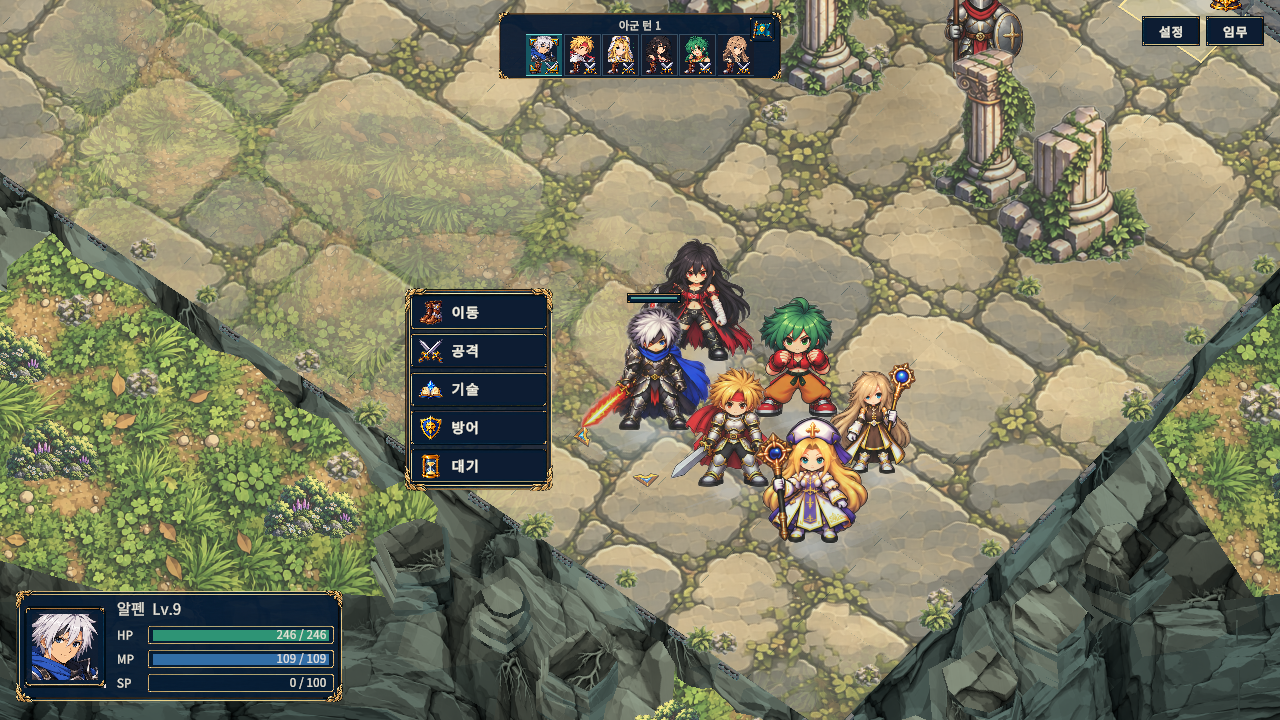 아군 턴 1
설정
임무
이동
공격
기술
방어
대기
알펜 Lv.9
HP 246 / 246
MP 109 / 109
SP 0 / 100